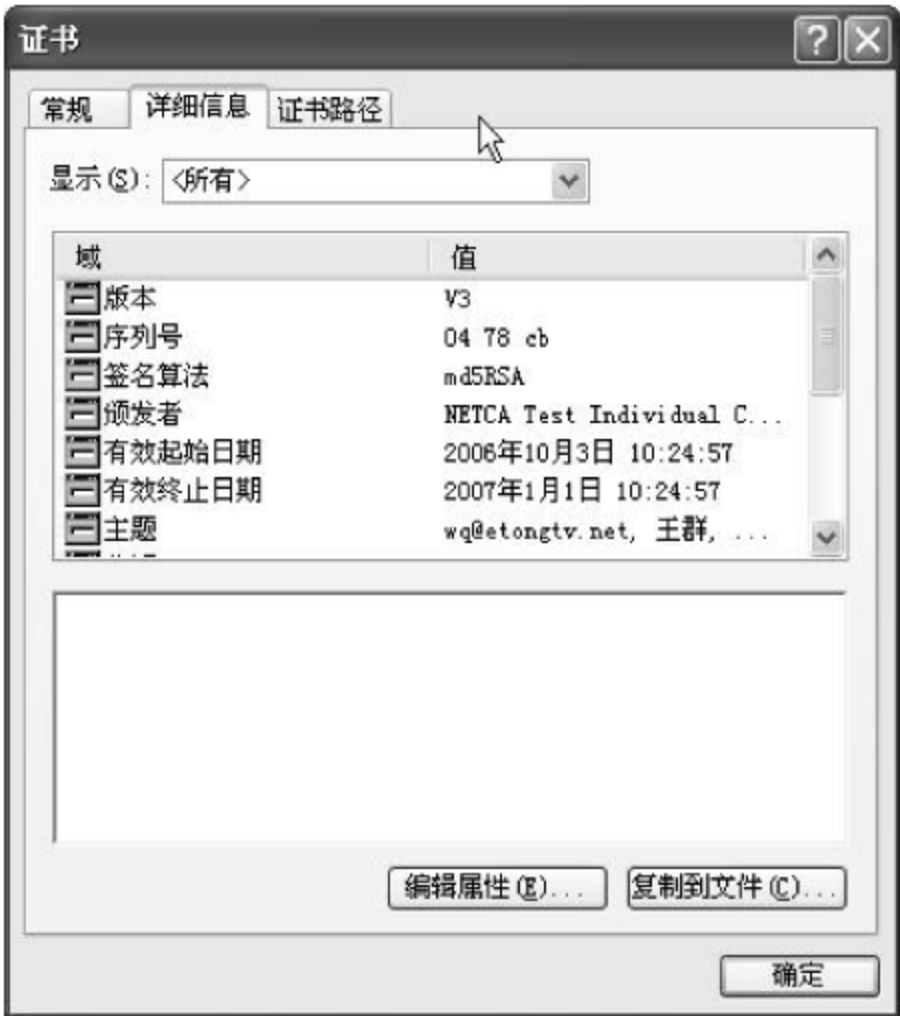 证书
常规 详细信息 证书路径
显示(S): <所有>
域 值
版本 V3
序列号 04 78 cb
签名算法 md5RSA
颁发者 NETCA Test Individual C...
有效起始日期 2006年10月3日 10:24:57
有效终止日期 2007年1月1日 10:24:57
主题 wq@etongtv.net, 王群, ...
编辑属性(E)... 复制到文件(C)...
确定